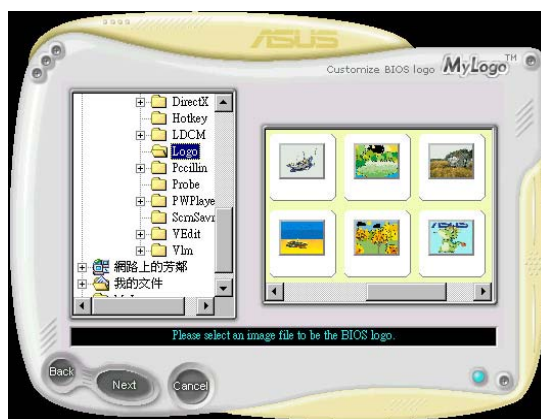 ASUS
Customize BIOS logo MyLogo™
DirectX
Hotkey
LDCM
Logo
Pccillin
Probe
PWPlaye
ScrnSavr
VEdit
Vlm
網路上的芳鄰
我的文件
ASUS
Please select an image file to be the BIOS logo.
Back
Next
Cancel